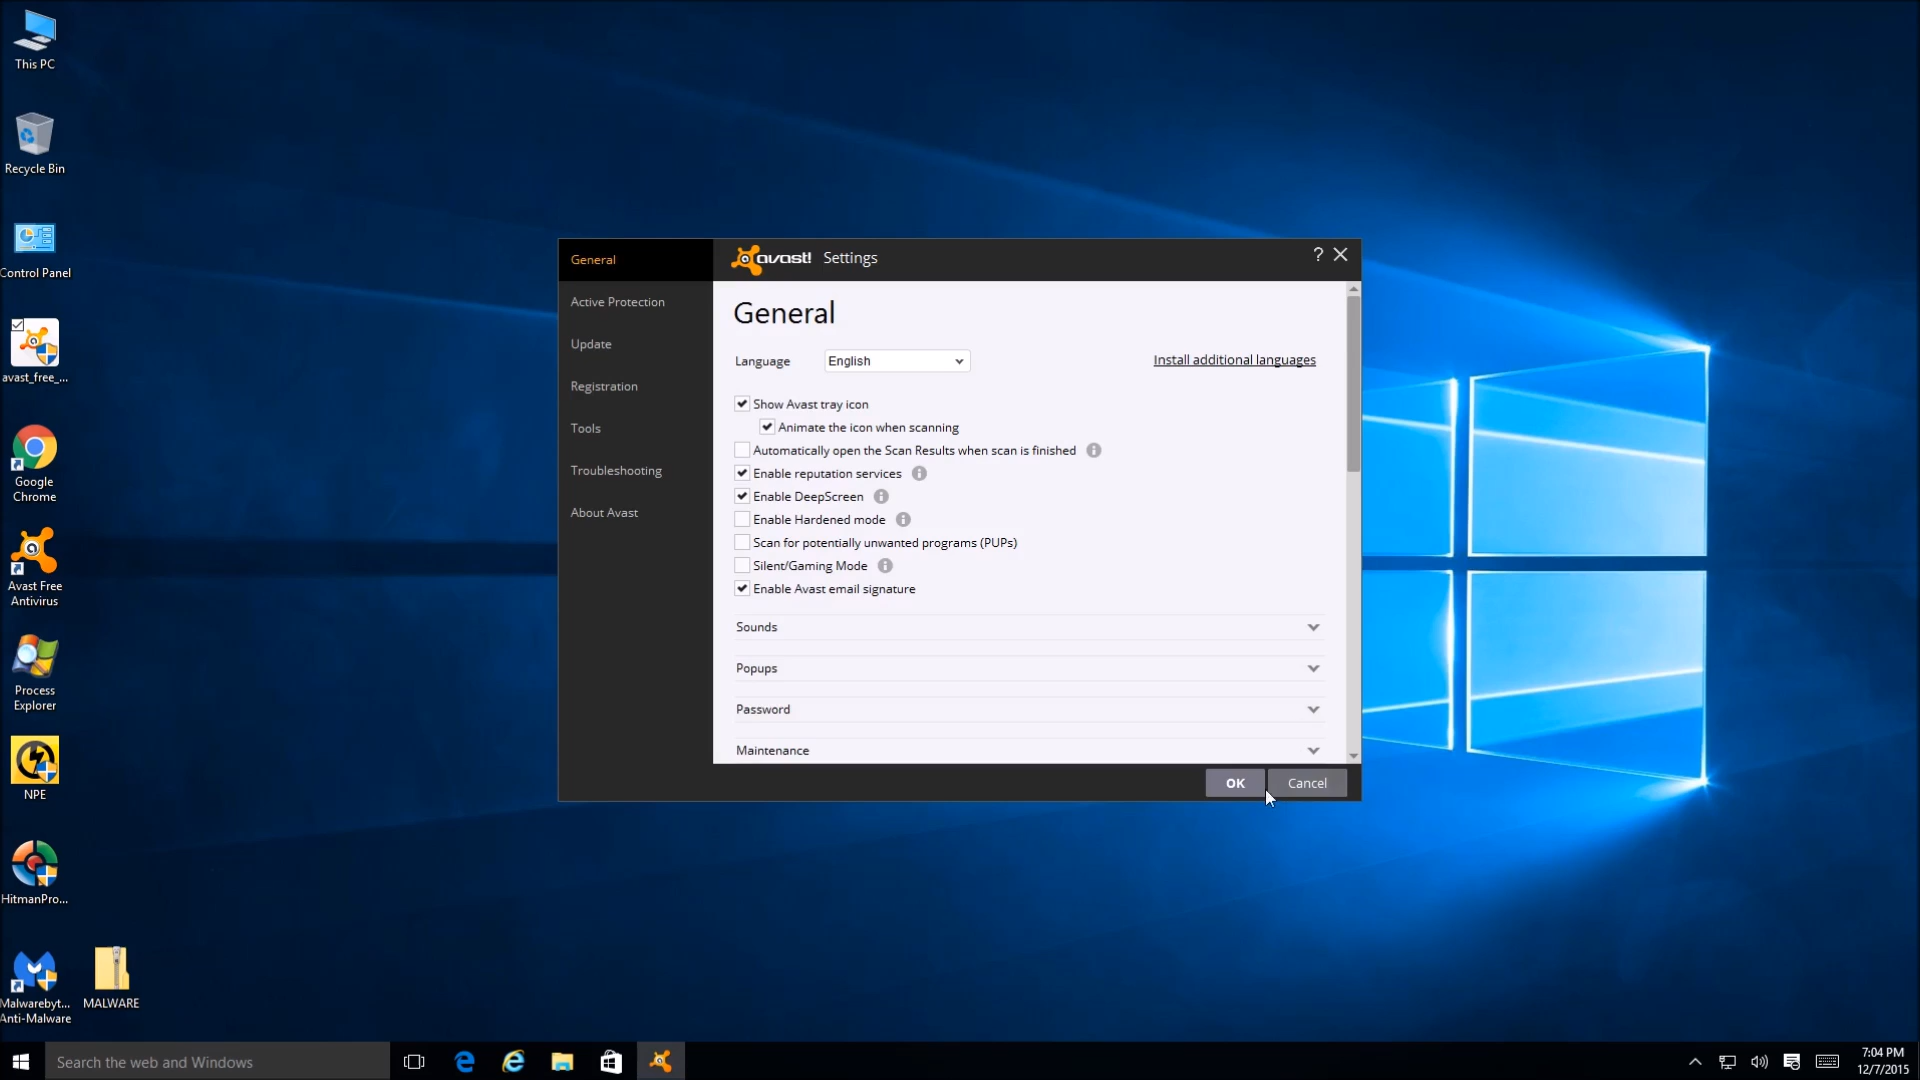 This PC
Recycle Bin
Control Panel
avast_free_...
Google
Chrome
Avast Free
Antivirus
Process
Explorer
NPE
HitmanPro...
Malwarebyt...
Anti-Malware
MALWARE
General
Active Protection
Update
Registration
Tools
Troubleshooting
About Avast
avast! Settings
?
General
Language English Install additional languages
Show Avast tray icon
Animate the icon when scanning
Automatically open the Scan Results when scan is finished
Enable reputation services
Enable DeepScreen
Enable Hardened mode
Scan for potentially unwanted programs (PUPs)
Silent/Gaming Mode
Enable Avast email signature
Sounds
Popups
Password
Maintenance
OK Cancel
Search the web and Windows
7:04 PM
12/7/2015